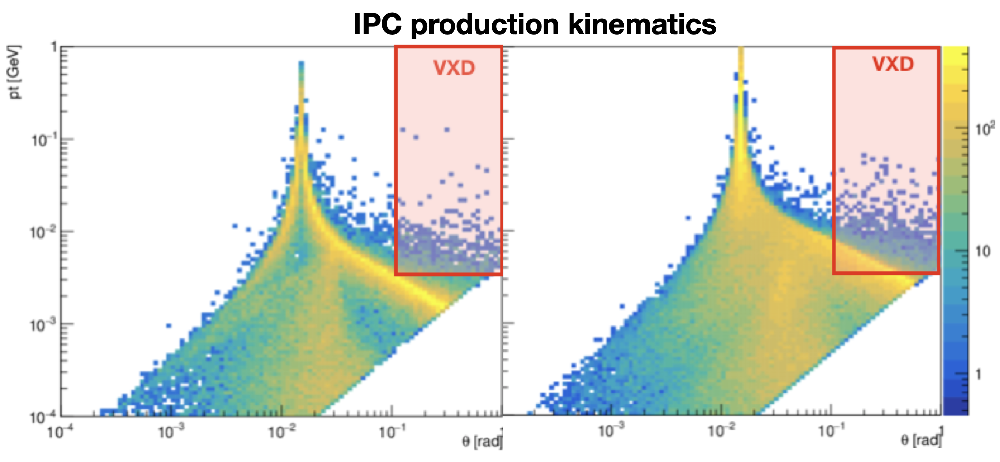 IPC production kinematics
pt [GeV]
1
10⁻¹
10⁻²
10⁻³
10⁻⁴
VXD
10⁻⁴
10⁻³
10⁻²
10⁻¹
θ [rad]
VXD
10⁻³
10⁻²
10⁻¹
1
θ [rad]
10²
10
1